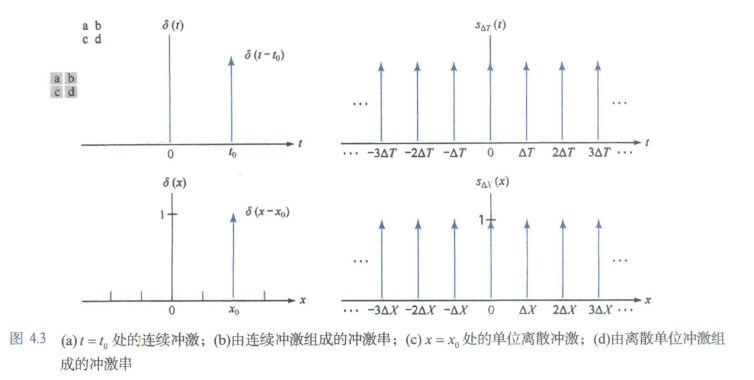 a b
c d
a b
c d
δ(t)
δ(t−t₀)
0 t₀ t
s_ΔT(t)
··· ···
··· −3ΔT −2ΔT −ΔT 0 ΔT 2ΔT 3ΔT ··· t
δ(x)
1
δ(x−x₀)
0 x₀ x
s_ΔX(x)
1
··· ···
··· −3ΔX −2ΔX −ΔX 0 ΔX 2ΔX 3ΔX ··· x
图 4.3 (a) t = t₀ 处的连续冲激；(b)由连续冲激组成的冲激串；(c) x = x₀ 处的单位离散冲激；(d)由离散单位冲激组
成的冲激串